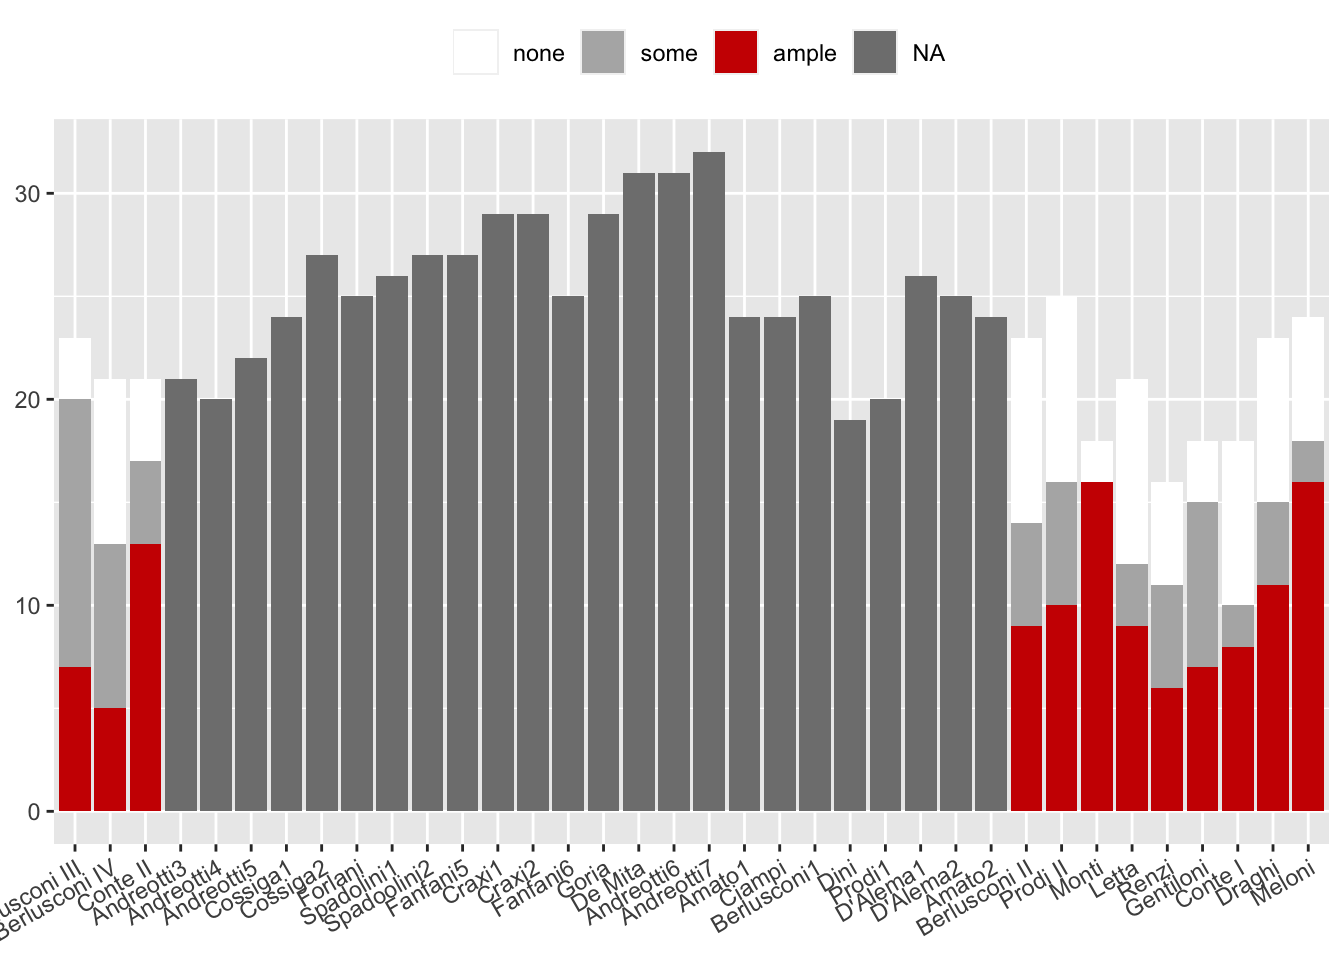 none some ample NA
30
20
10
0
usconi III
Berlusconi IV
Conte II
Andreotti3
Andreotti4
Andreotti5
Cossiga1
Cossiga2
Forlani
Spadolini1
Spadolini2
Fanfani5
Craxi1
Craxi2
Fanfani6
Goria
De Mita
Andreotti6
Andreotti7
Amato1
Ciampi
Berlusconi1
Dini
Prodi1
D'Alema1
D'Alema2
Amato2
Berlusconi II
Prodi II
Monti
Letta
Renzi
Gentiloni
Conte I
Draghi
Meloni